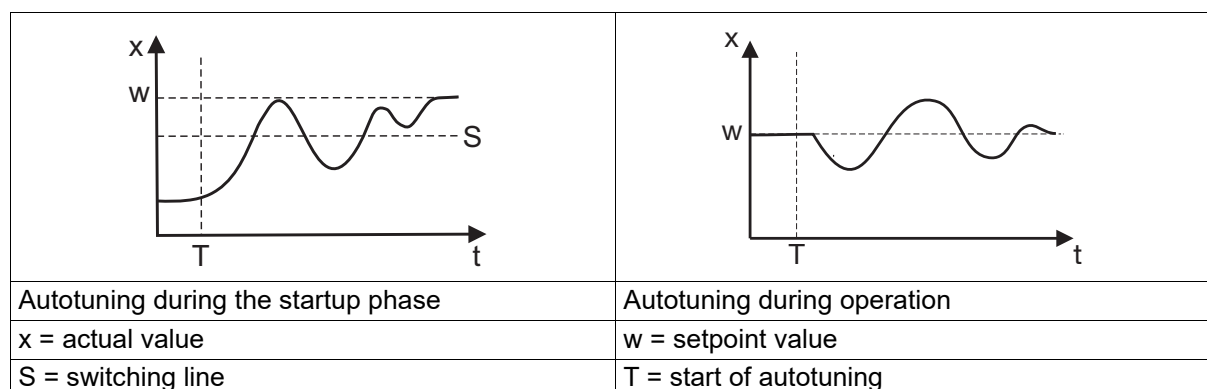 x
w
S
T
t
x
w
T
t
Autotuning during the startup phase
Autotuning during operation
x = actual value
w = setpoint value
S = switching line
T = start of autotuning